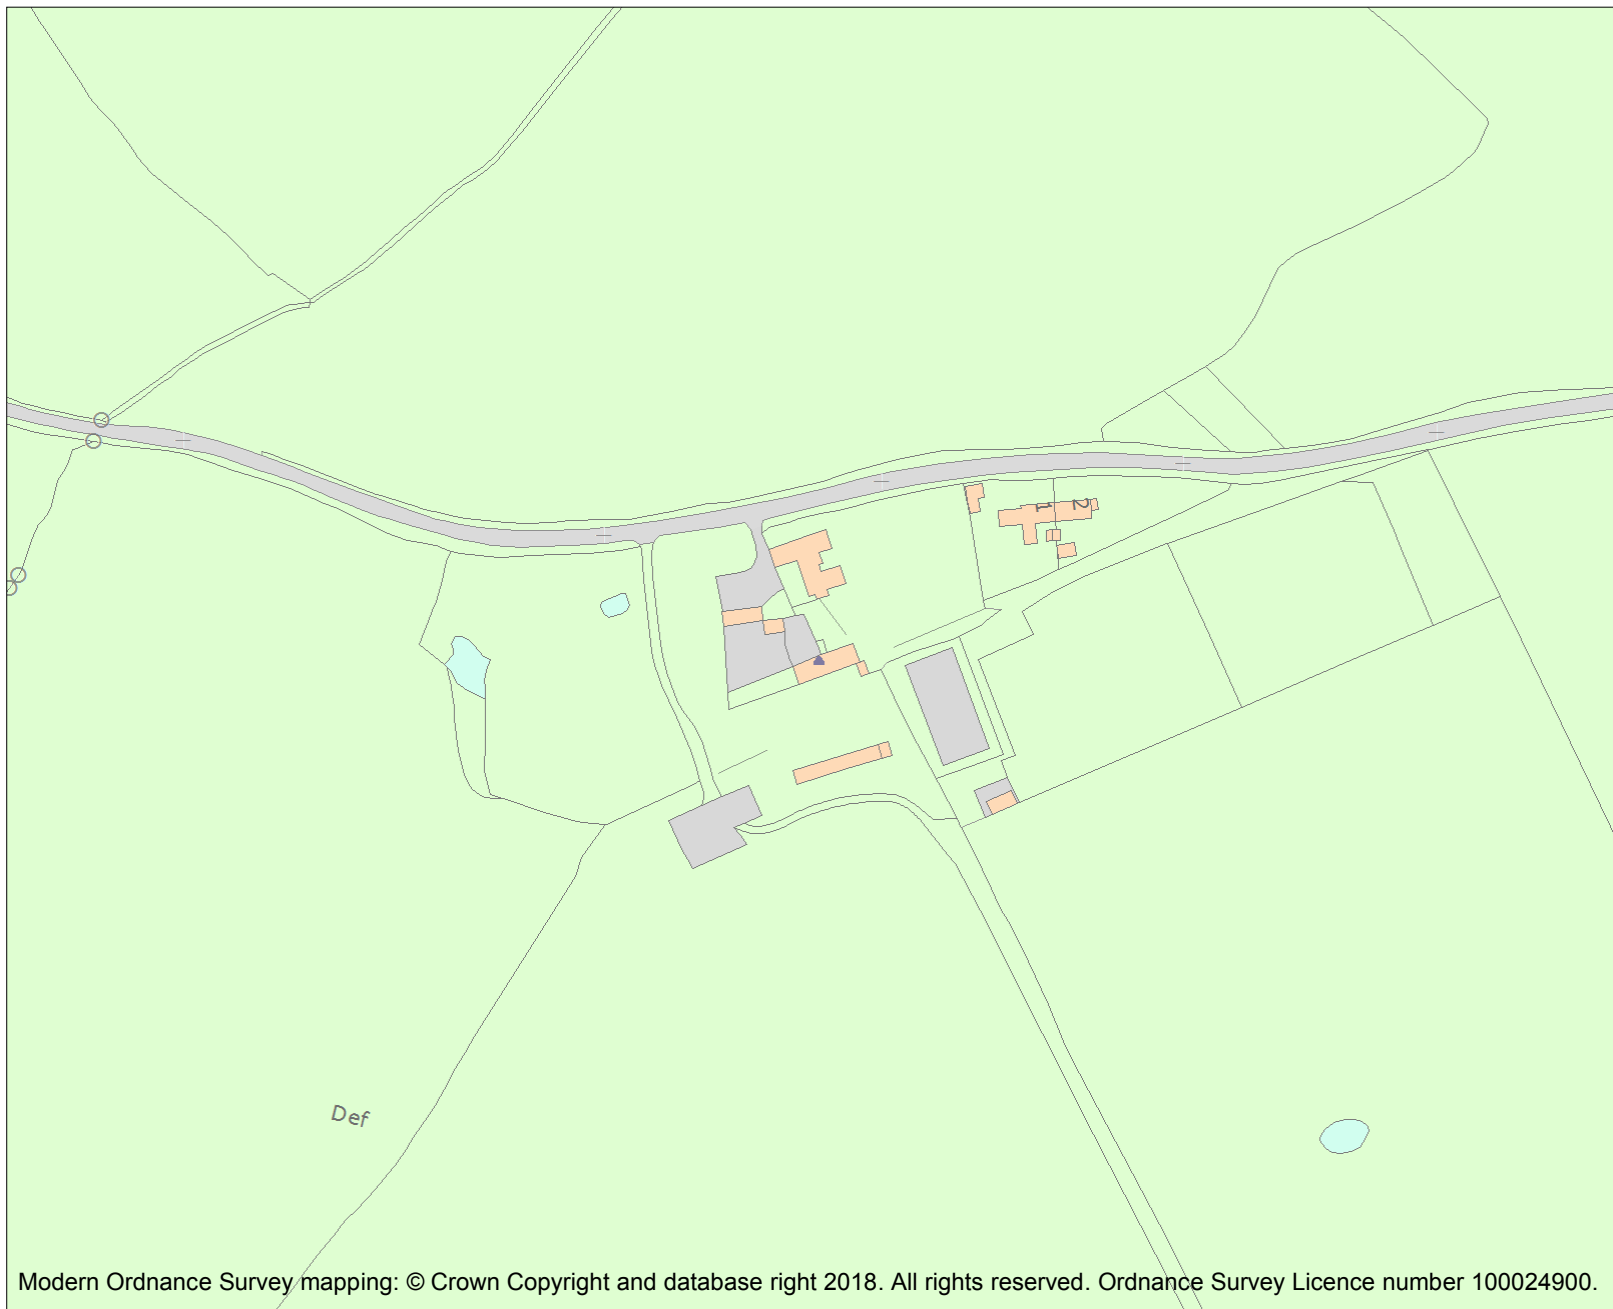 1
2
Def
Modern Ordnance Survey mapping: © Crown Copyright and database right 2018. All rights reserved. Ordnance Survey Licence number 100024900.